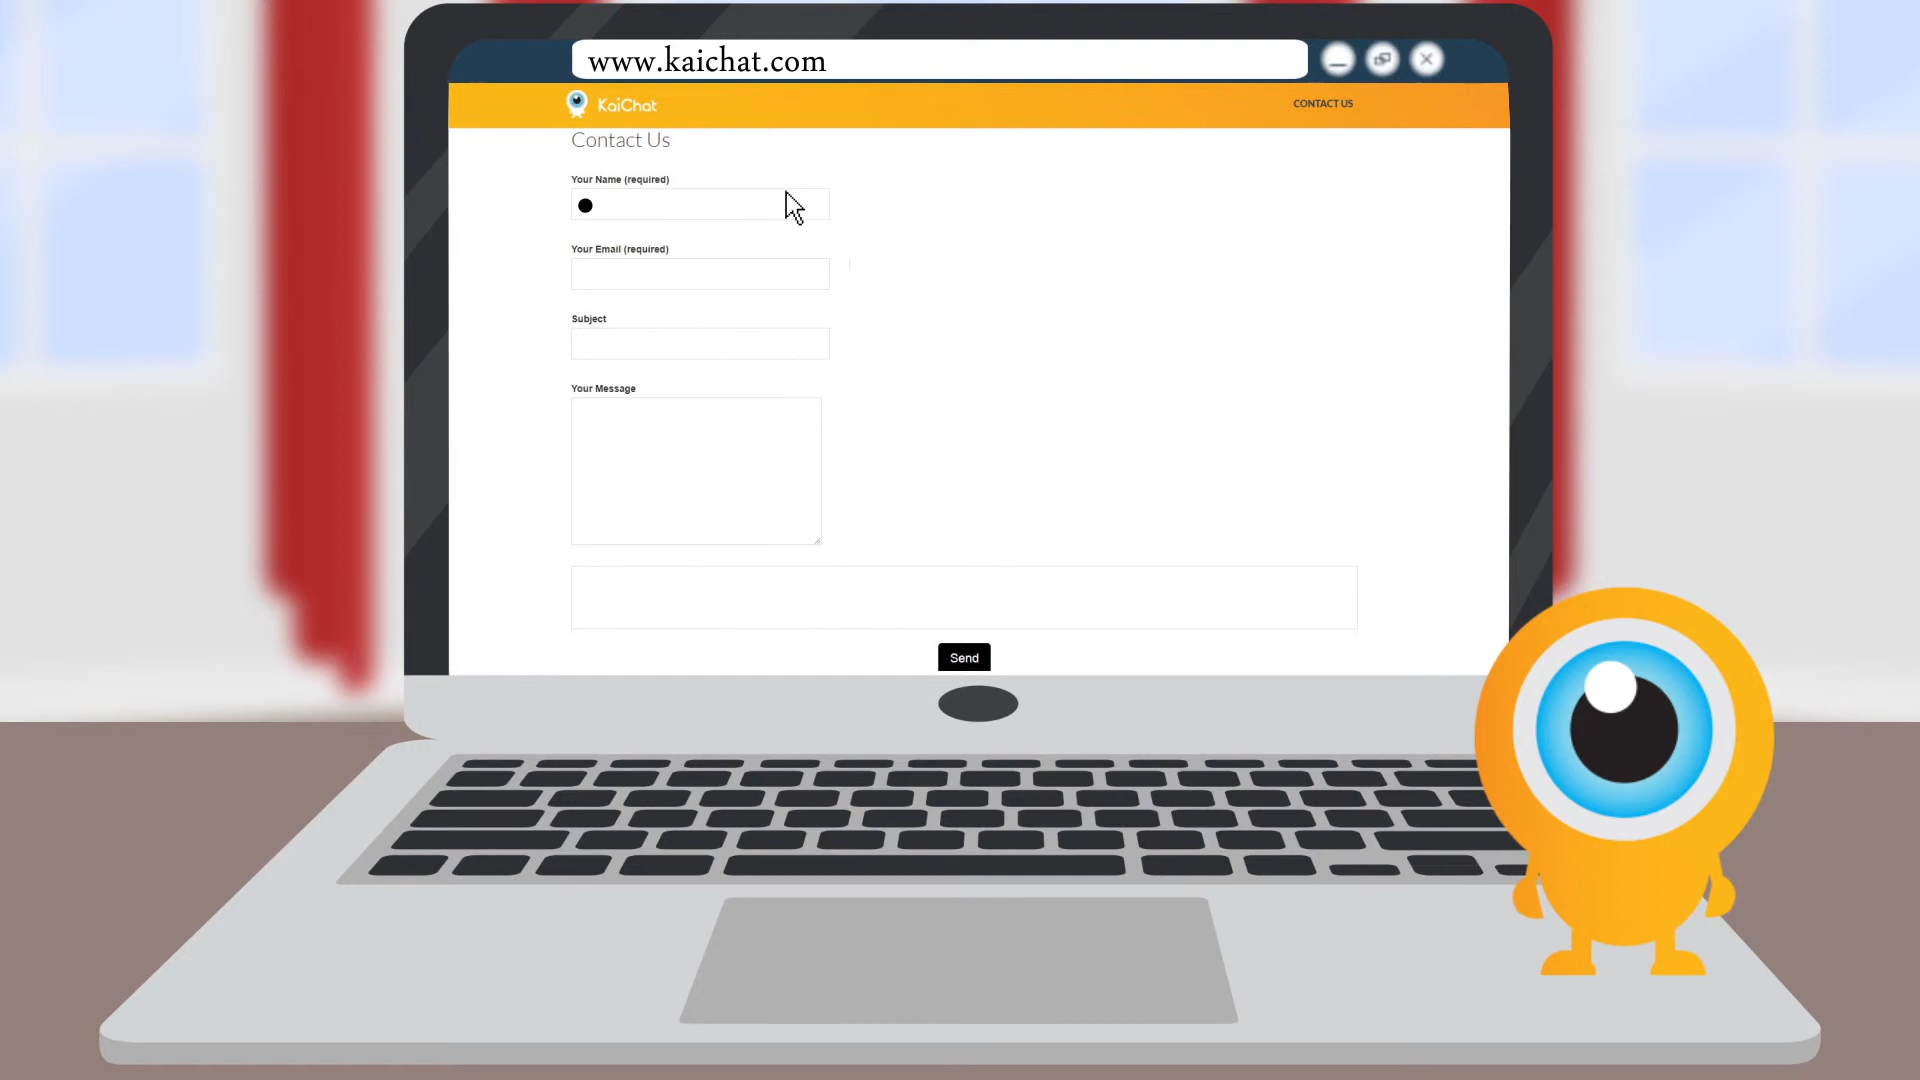 www.kaichat.com
KaiChat
CONTACT US
Contact Us
Your Name (required)
Your Email (required)
Subject
Your Message
Send